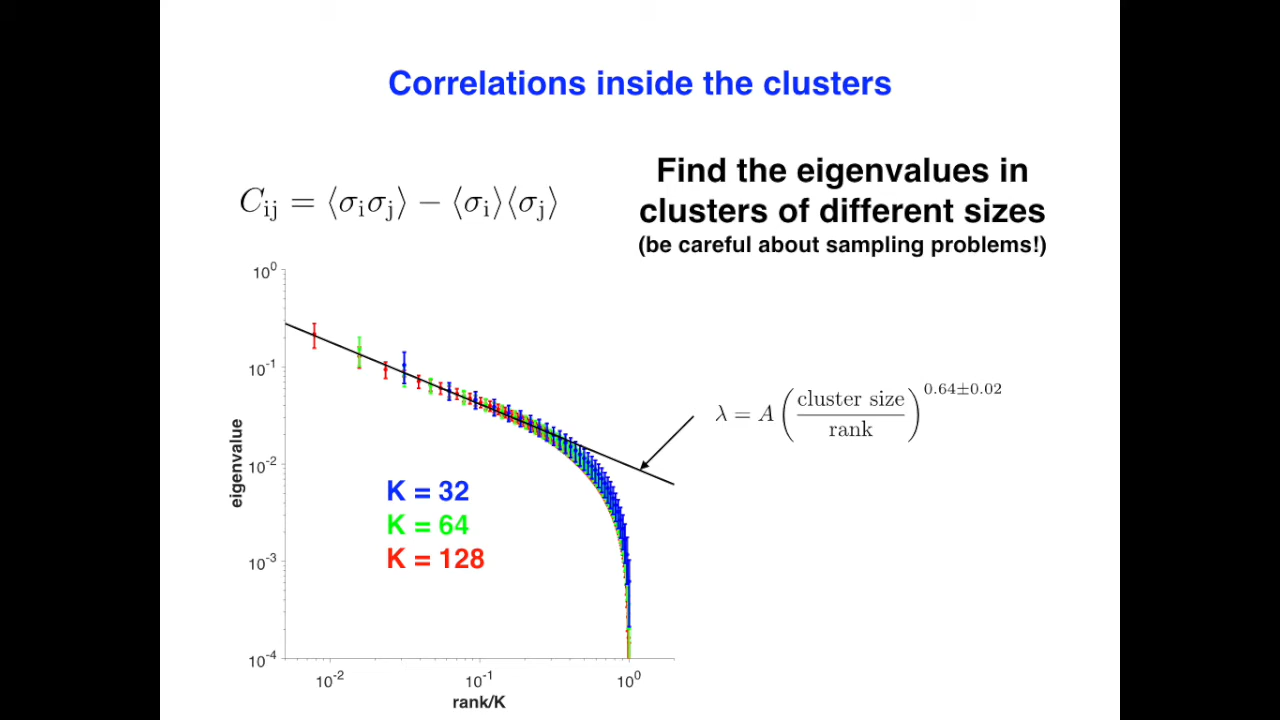 Correlations inside the clusters
C_ij = ⟨σ_iσ_j⟩ − ⟨σ_i⟩⟨σ_j⟩
Find the eigenvalues in
clusters of different sizes
(be careful about sampling problems!)
10^0
10^-1
10^-2
10^-3
10^-4
eigenvalue
K = 32
K = 64
K = 128
λ = A (cluster size / rank)^0.64±0.02
10^-2 10^-1 10^0
rank/K